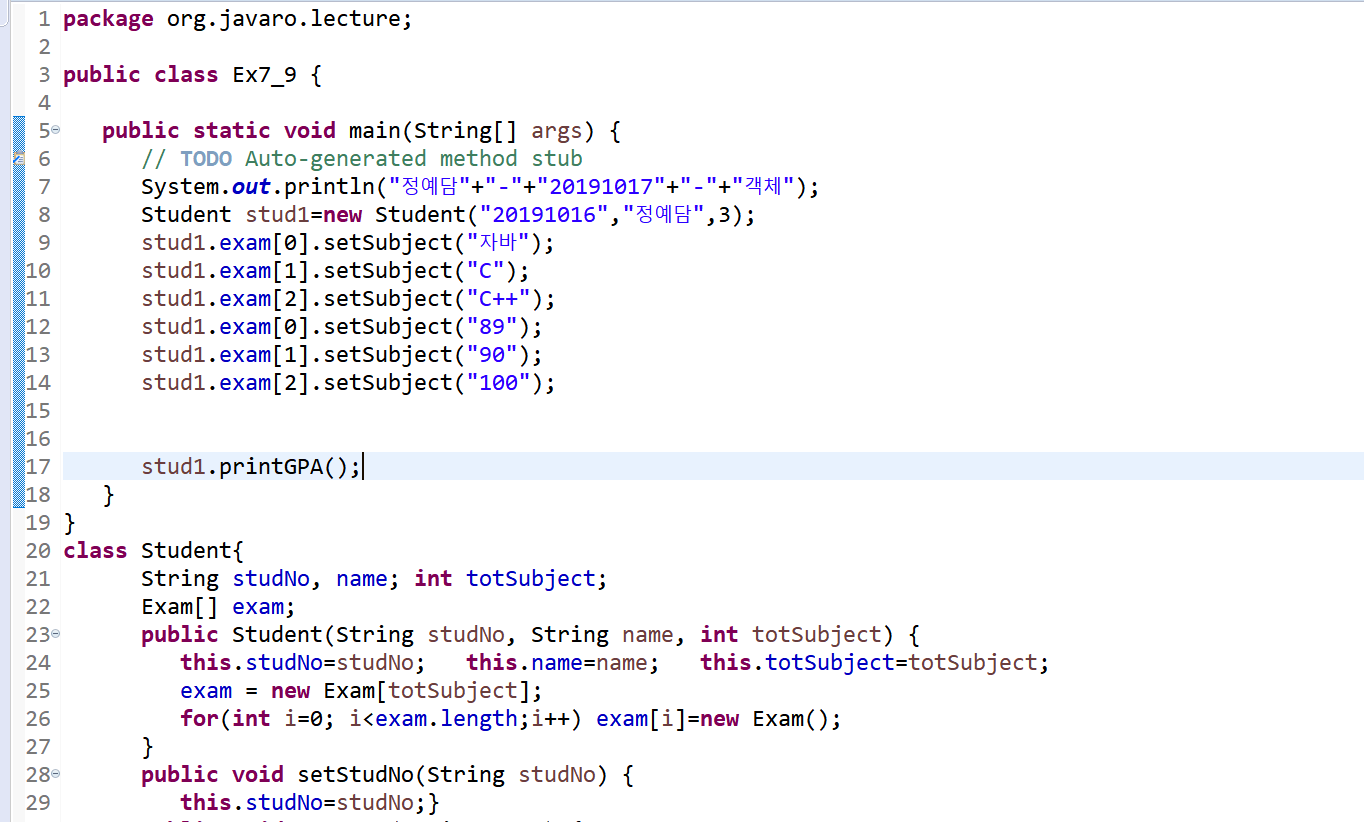 1 package org.javaro.lecture;
2
3 public class Ex7_9 {
4
5 public static void main(String[] args) {
6 // TODO Auto-generated method stub
7 System.out.println("정예담"+"-"+"20191017"+"-"+"객체");
8 Student stud1=new Student("20191016","정예담",3);
9 stud1.exam[0].setSubject("자바");
10 stud1.exam[1].setSubject("C");
11 stud1.exam[2].setSubject("C++");
12 stud1.exam[0].setSubject("89");
13 stud1.exam[1].setSubject("90");
14 stud1.exam[2].setSubject("100");
15
16
17 stud1.printGPA();
18 }
19 }
20 class Student{
21 String studNo, name; int totSubject;
22 Exam[] exam;
23 public Student(String studNo, String name, int totSubject) {
24 this.studNo=studNo; this.name=name; this.totSubject=totSubject;
25 exam = new Exam[totSubject];
26 for(int i=0; i<exam.length;i++) exam[i]=new Exam();
27 }
28 public void setStudNo(String studNo) {
29 this.studNo=studNo;}